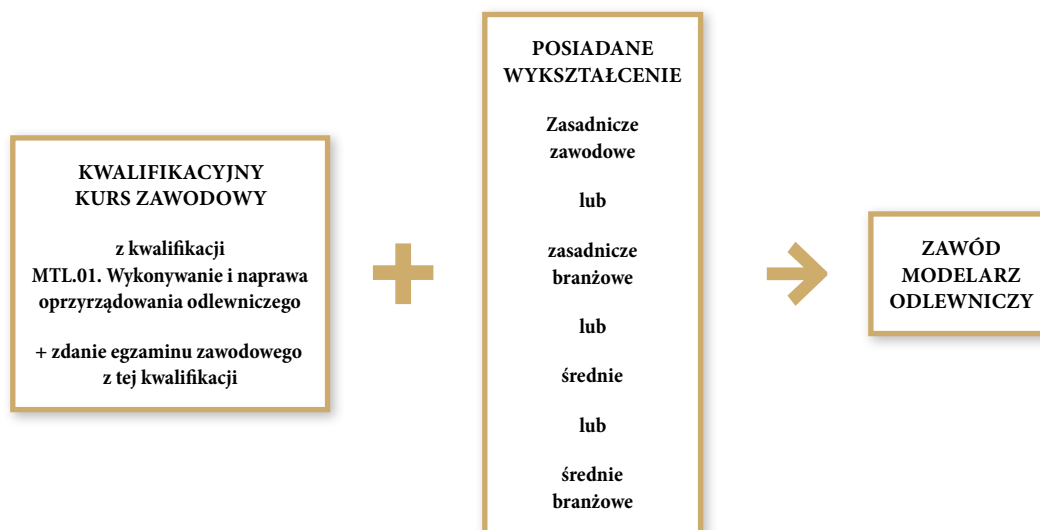 KWALIFIKACYJNY
KURS ZAWODOWY
z kwalifikacji
MTL.01. Wykonywanie i naprawa
oprzyrządowania odlewniczego
+ zdanie egzaminu zawodowego
z tej kwalifikacji
POSIADANE
WYKSZTAŁCENIE
Zasadnicze
zawodowe
lub
zasadnicze
branżowe
lub
średnie
lub
średnie
branżowe
ZAWÓD
MODELARZ
ODLEWNICZY